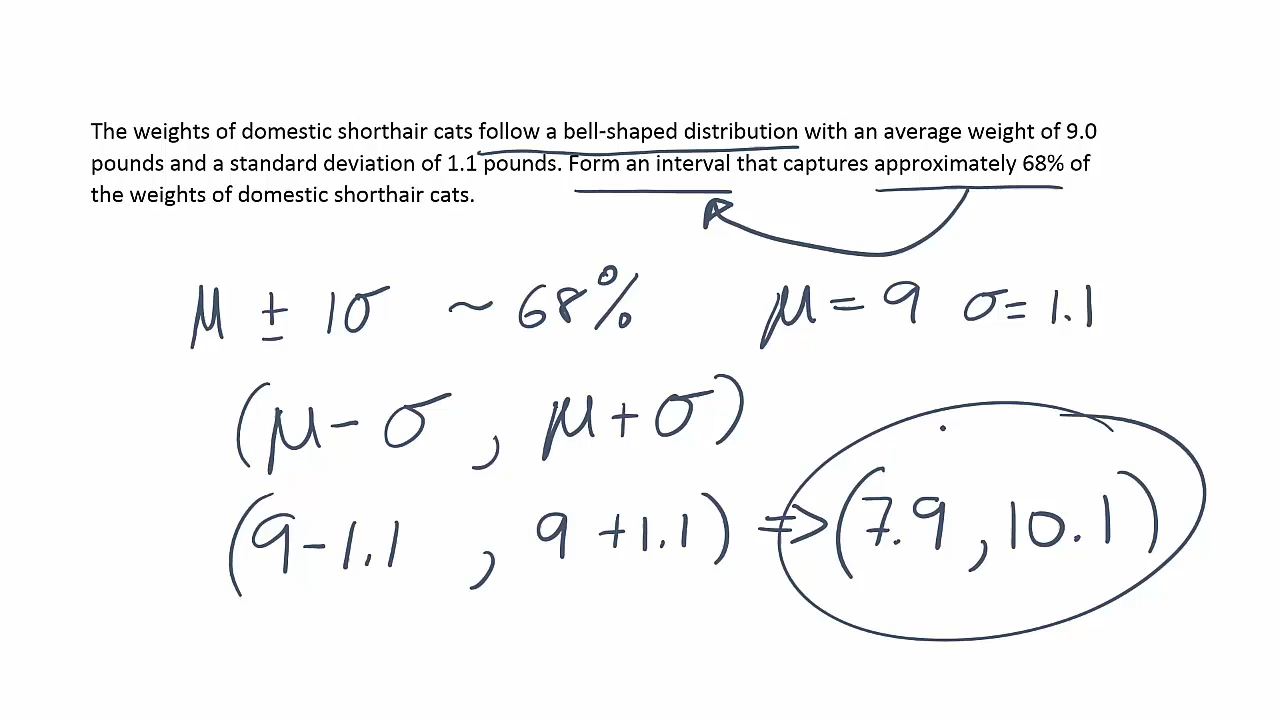 The weights of domestic shorthair cats follow a bell-shaped distribution with an average weight of 9.0
pounds and a standard deviation of 1.1 pounds. Form an interval that captures approximately 68% of
the weights of domestic shorthair cats.
μ ± 1σ ~ 68% μ = 9 σ = 1.1
(μ - σ , μ + σ)
(9 - 1.1 , 9 + 1.1) => (7.9, 10.1)